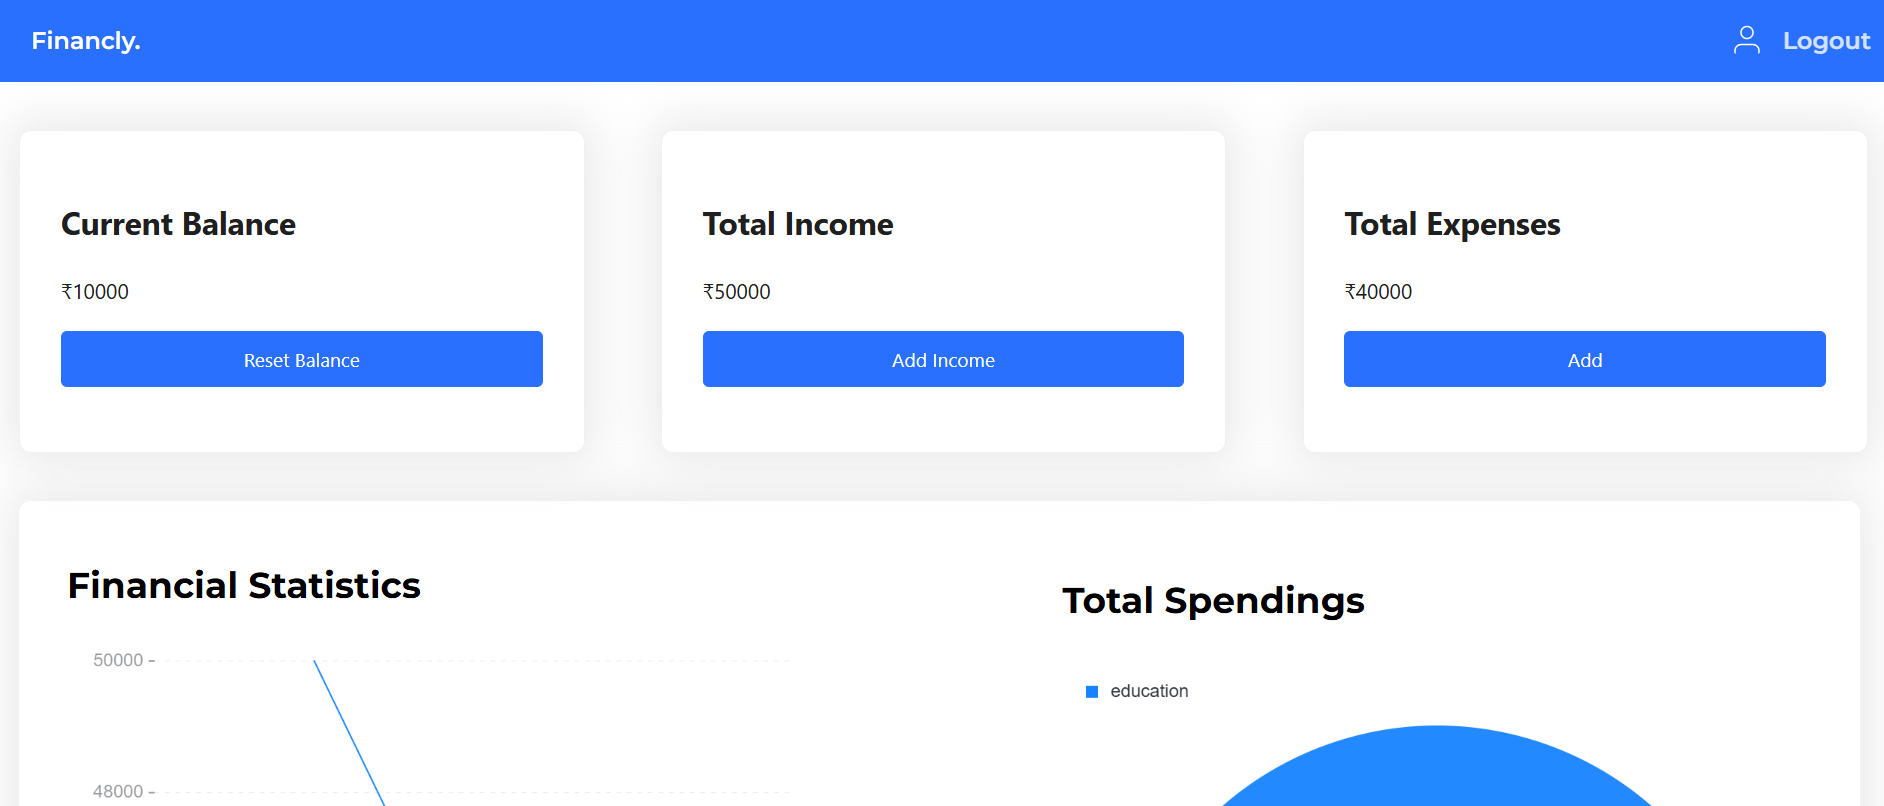 Financly.
Logout
Current Balance
₹10000
Reset Balance
Total Income
₹50000
Add Income
Total Expenses
₹40000
Add
Financial Statistics
50000
48000
Total Spendings
education